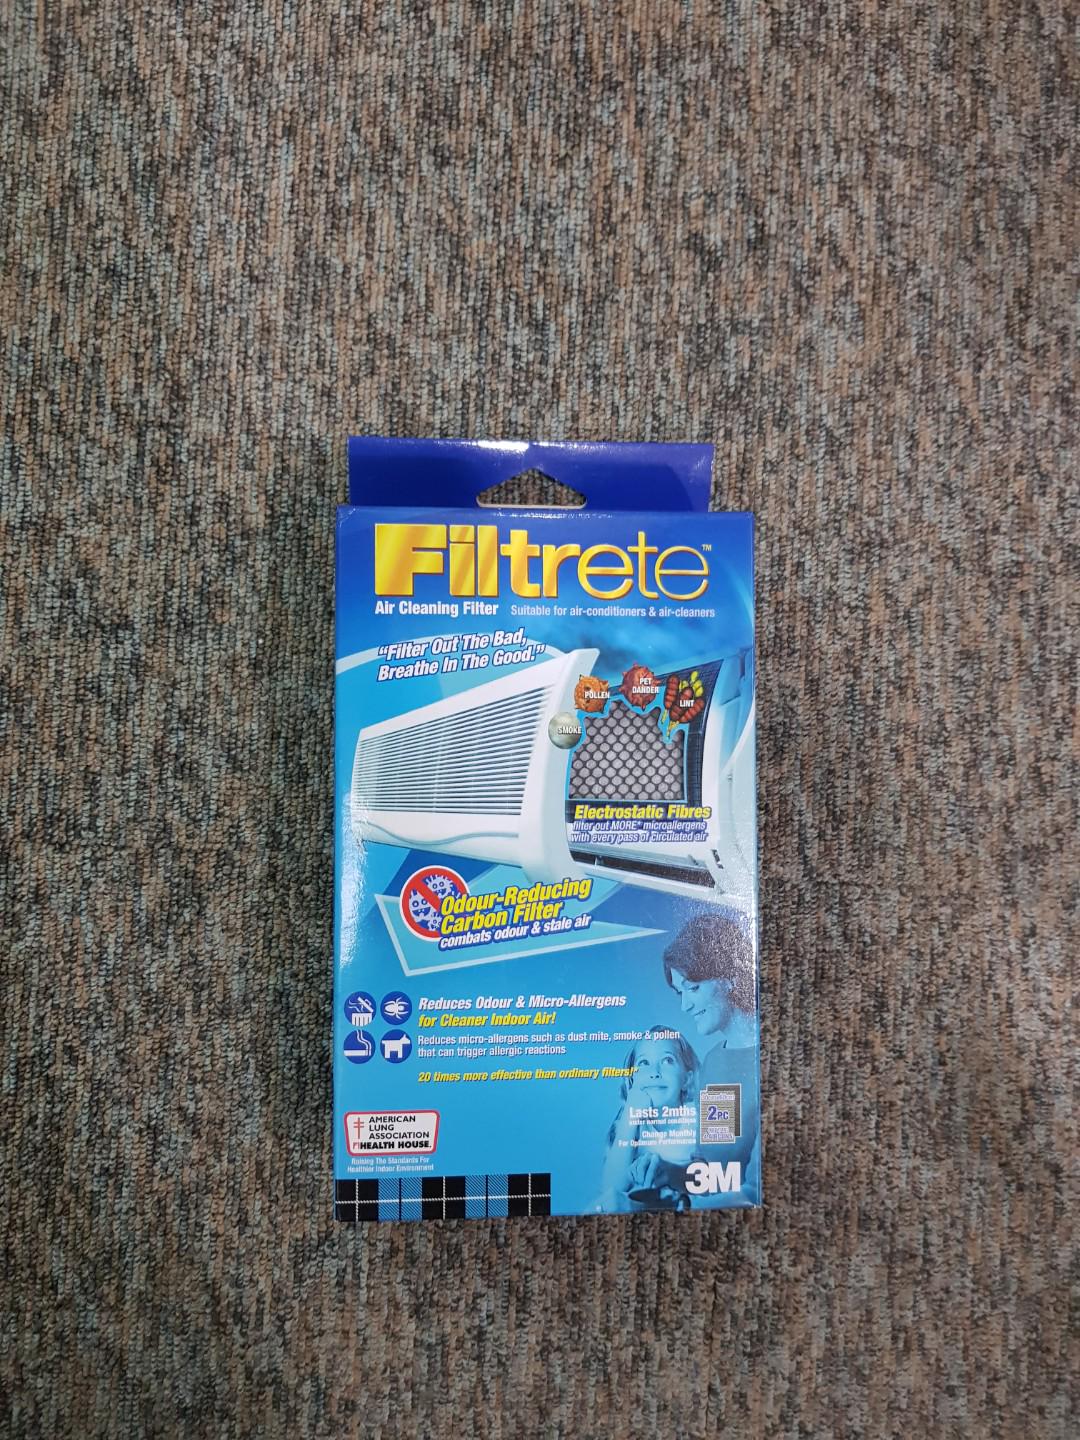 Filtrete™
Air Cleaning Filter Suitable for air-conditioners & air-cleaners
"Filter Out The Bad,
Breathe In The Good."
POLLEN
PET
DANDER
LINT
SMOKE
Electrostatic Fibres
filter out MORE* microallergens
with every pass of circulated air
Odour-Reducing
Carbon Filter
combats odour & stale air
Reduces Odour & Micro-Allergens
for Cleaner Indoor Air!
Reduces micro-allergens such as dust mite, smoke & pollen
that can trigger allergic reactions
20 times more effective than ordinary filters!*
Lasts 2mths
under normal conditions
Change Monthly
For Optimum Performance
2PC
AMERICAN
LUNG
ASSOCIATION
HEALTH HOUSE.
Raising The Standards For
Healthier Indoor Environment
3M